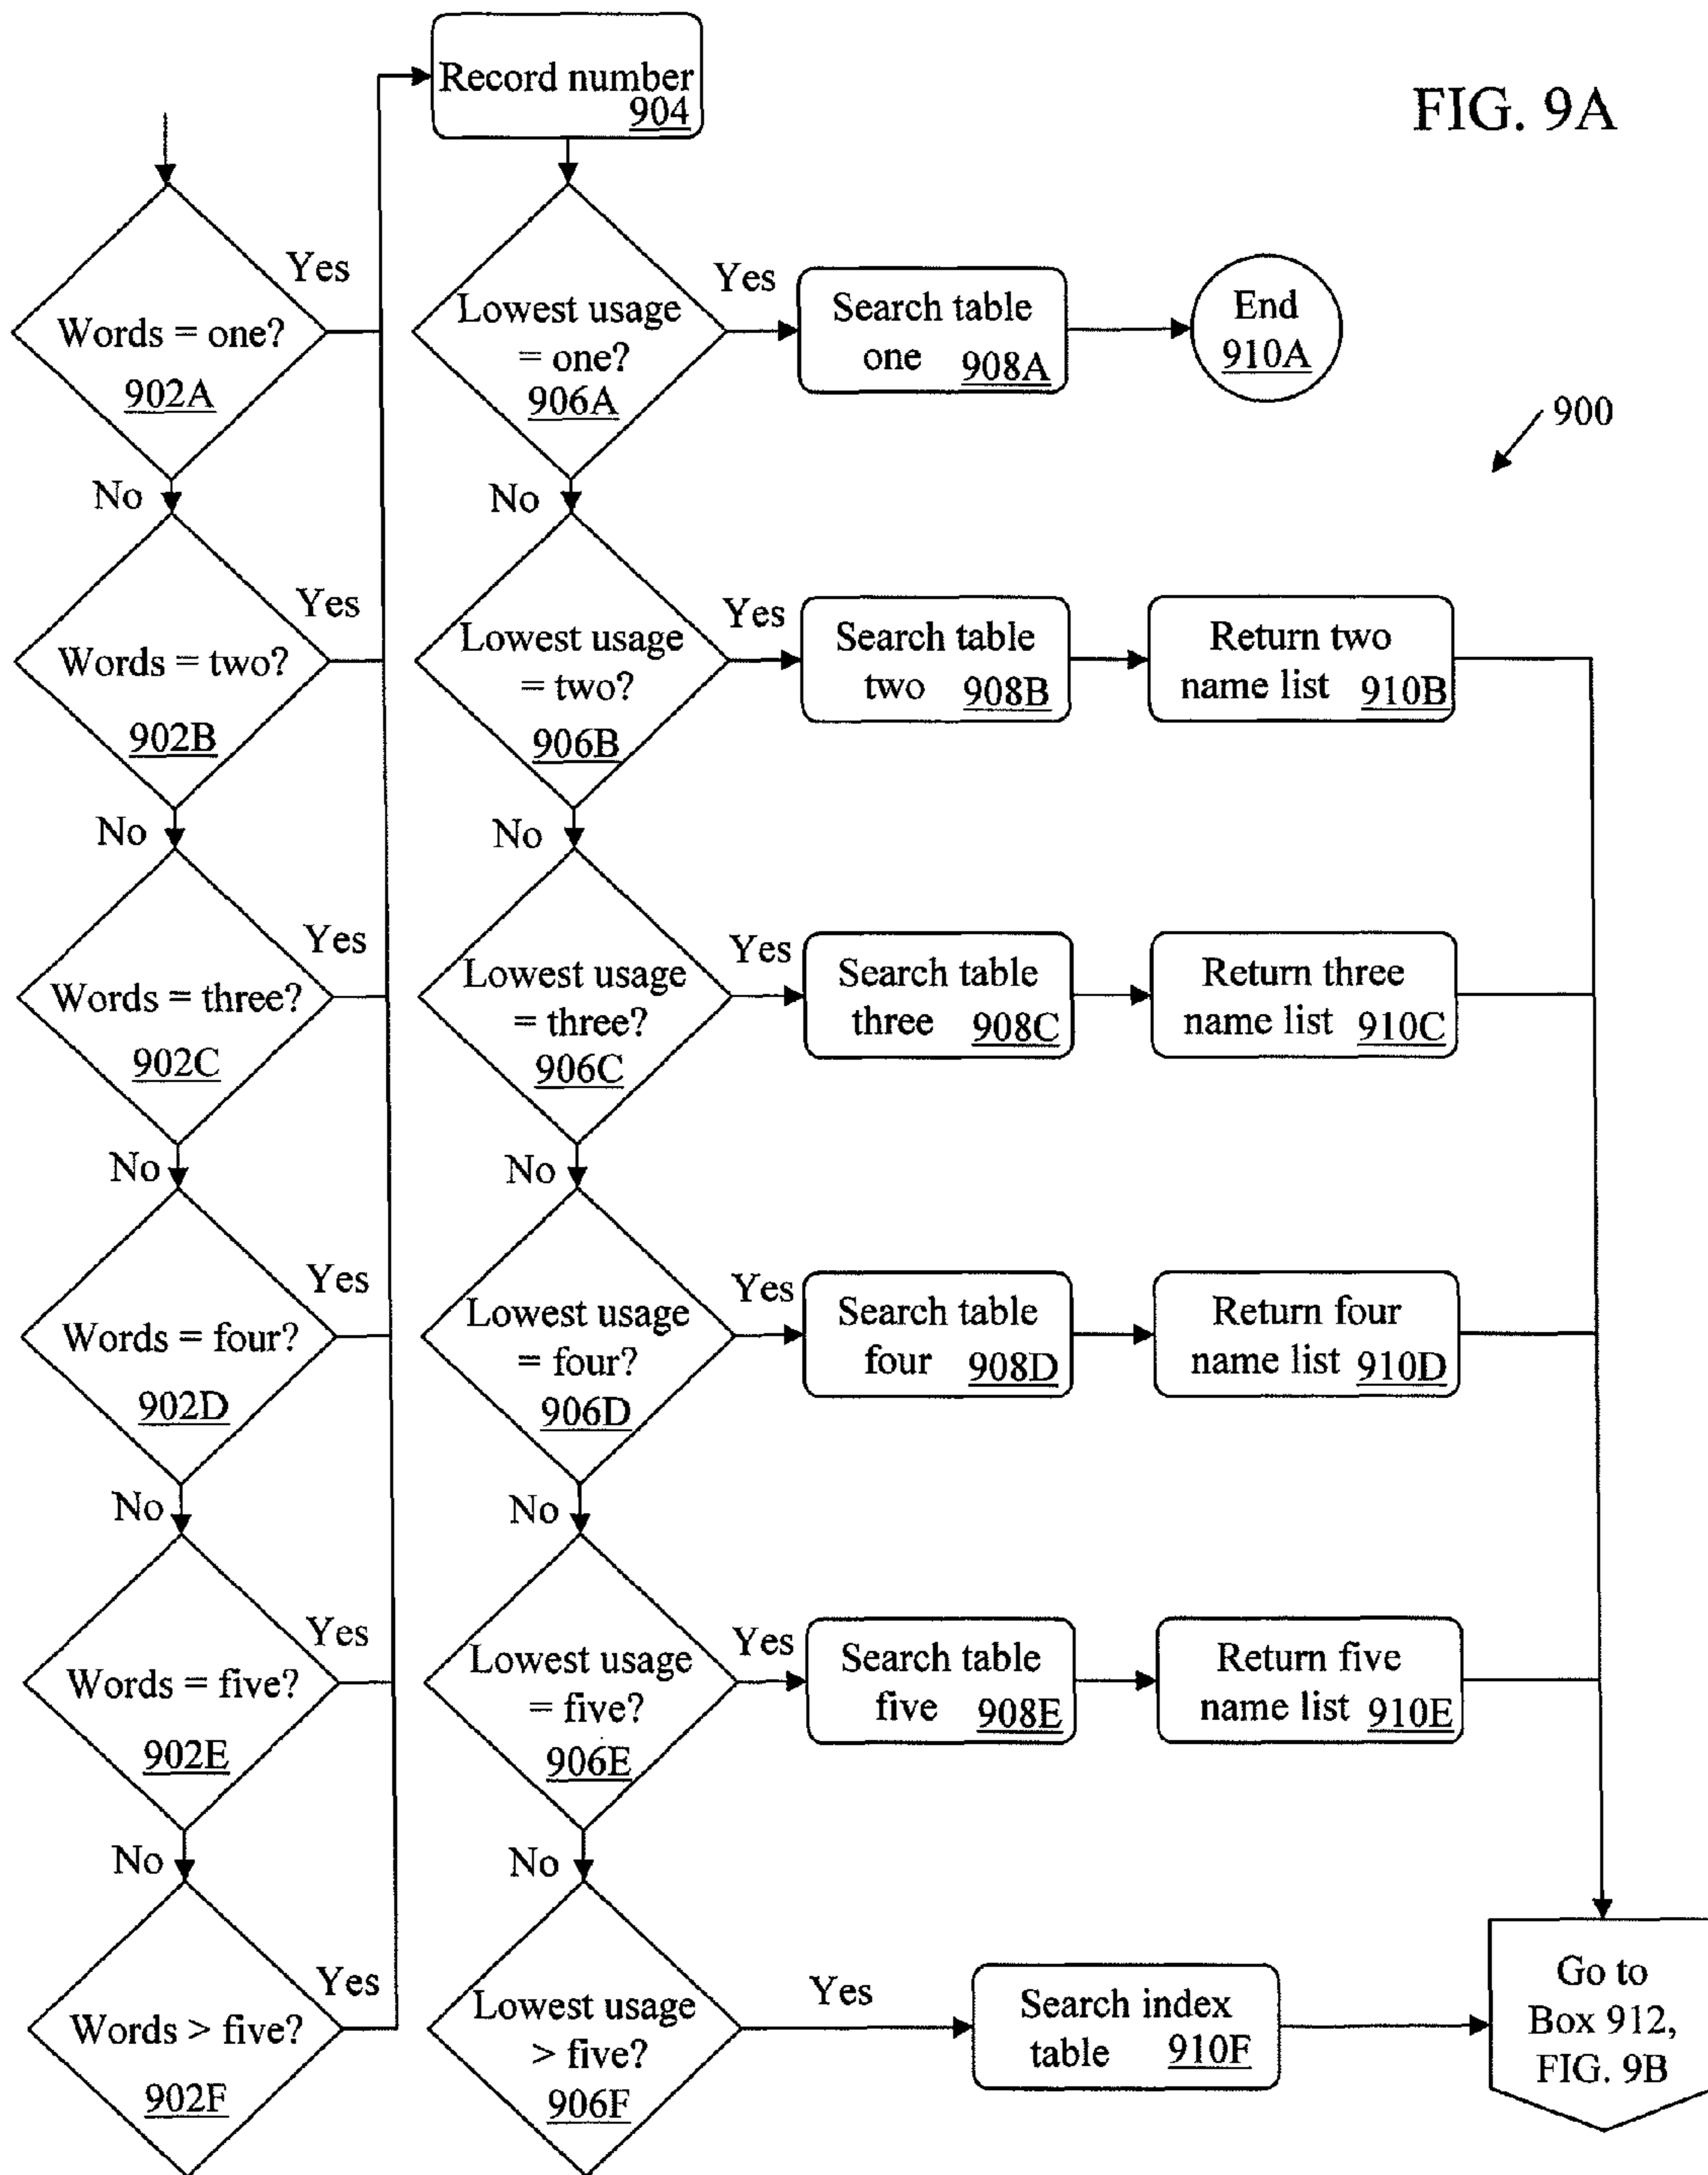 FIG. 9A
900
Record number
904
Words = one?
902A
Yes
No
Words = two?
902B
Yes
No
Words = three?
902C
Yes
No
Words = four?
902D
Yes
No
Words = five?
902E
Yes
No
Words > five?
902F
Yes
Lowest usage
= one?
906A
Yes
No
Search table
one 908A
End
910A
Lowest usage
= two?
906B
Yes
No
Search table
two 908B
Return two
name list 910B
Lowest usage
= three?
906C
Yes
No
Search table
three 908C
Return three
name list 910C
Lowest usage
= four?
906D
Yes
No
Search table
four 908D
Return four
name list 910D
Lowest usage
= five?
906E
Yes
No
Search table
five 908E
Return five
name list 910E
Lowest usage
> five?
906F
Yes
Search index
table 910F
Go to
Box 912,
FIG. 9B